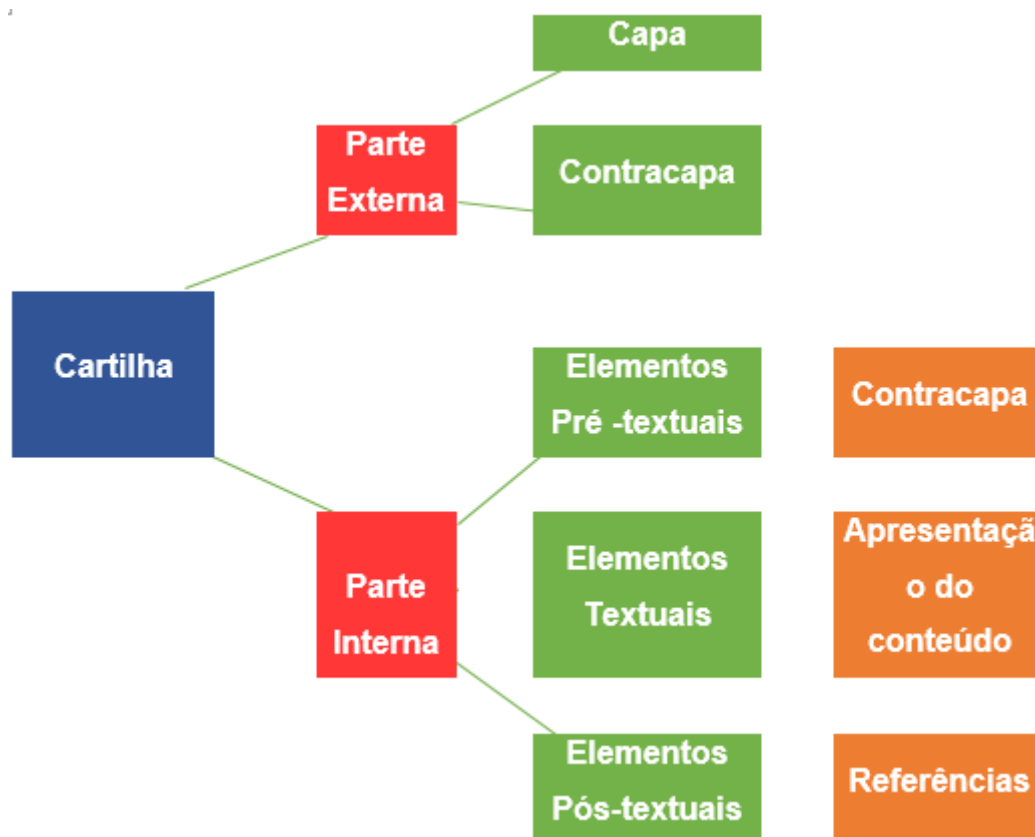 Capa
Parte
Externa
Contracapa
Cartilha
Elementos
Pré -textuais
Contracapa
Parte
Interna
Elementos
Textuais
Apresentaçã
o do
conteúdo
Elementos
Pós-textuais
Referências